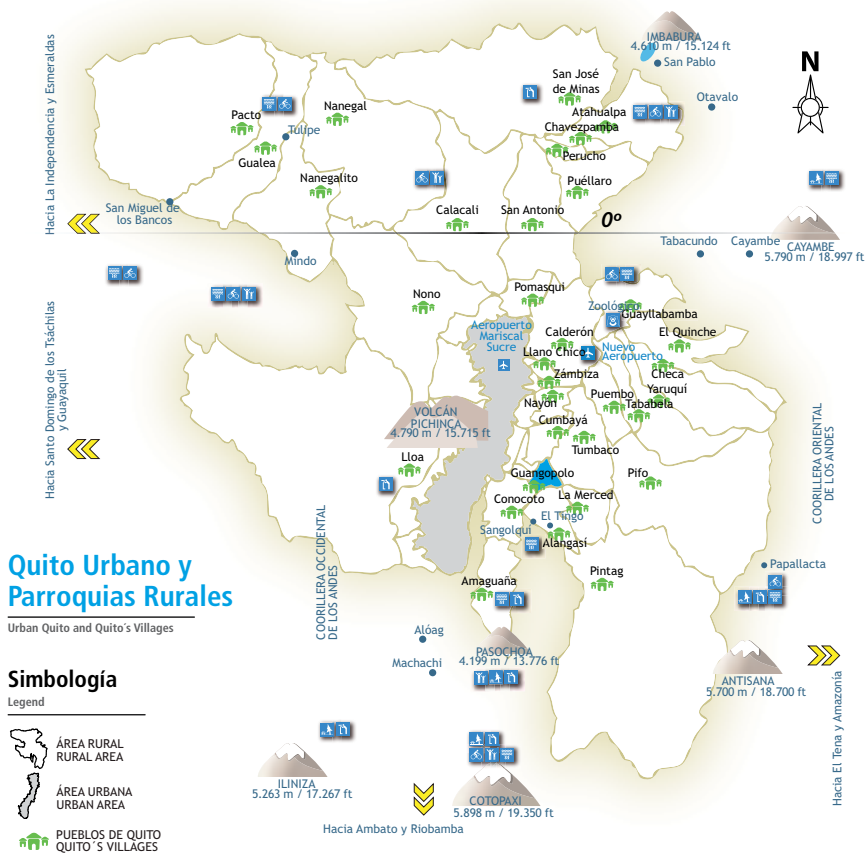 IMBABURA
4.610 m / 15.124 ft
San Pablo
Otavalo
N
Hacia La Independencia y Esmeraldas
San José
de Minas
Nanegal
Pacto
Atahualpa
Chavezpamba
Tulipe
Gualea
Perucho
Nanegalito
Puéllaro
San Miguel de
los Bancos
Calacali
San Antonio
0º
Tabacundo
Cayambe
CAYAMBE
5.790 m / 18.997 ft
Mindo
Nono
Pomasqui
Zoológico
Guayllabamba
Aeropuerto
Mariscal
Sucre
Calderón
El Quinche
Llano Chico
Nuevo
Aeropuerto
Zámbiza
Checa
Yaruquí
Nayón
Puembo
Tababela
Hacia Santo Domingo de los Tsáchilas
y Guayaquil
VOLCÁN
PICHINCA
4.790 m / 15.715 ft
Cumbayá
Tumbaco
Lloa
Guangopolo
Pifo
COORILLERA ORIENTAL
DE LOS ANDES
Conocoto
La Merced
El Tingo
Sangolquí
Alangasí
COORILLERA OCCIDENTAL
DE LOS ANDES
Quito Urbano y
Parroquias Rurales
Urban Quito and Quito´s Villages
Amaguaña
Pintag
Papallacta
Alóag
Machachi
PASOCHOA
4.199 m / 13.776 ft
ANTISANA
5.700 m / 18.700 ft
Hacia El Tena y Amazonía
Simbología
Legend
ÁREA RURAL
RURAL AREA
ÁREA URBANA
URBAN AREA
PUEBLOS DE QUITO
QUITO´S VILLAGES
ILINIZA
5.263 m / 17.267 ft
COTOPAXI
5.898 m / 19.350 ft
Hacia Ambato y Riobamba